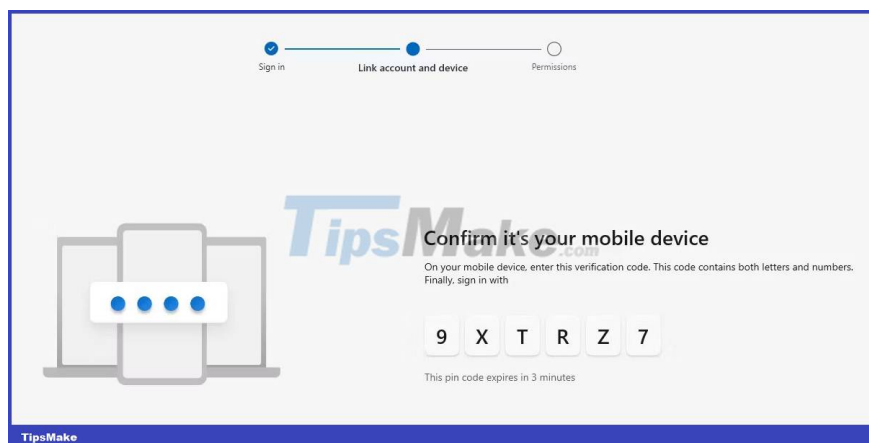 Sign in
Link account and device
Permissions
TipsMake.com
Confirm it's your mobile device
On your mobile device, enter this verification code. This code contains both letters and numbers.
Finally, sign in with
9 X T R Z 7
This pin code expires in 3 minutes
TipsMake